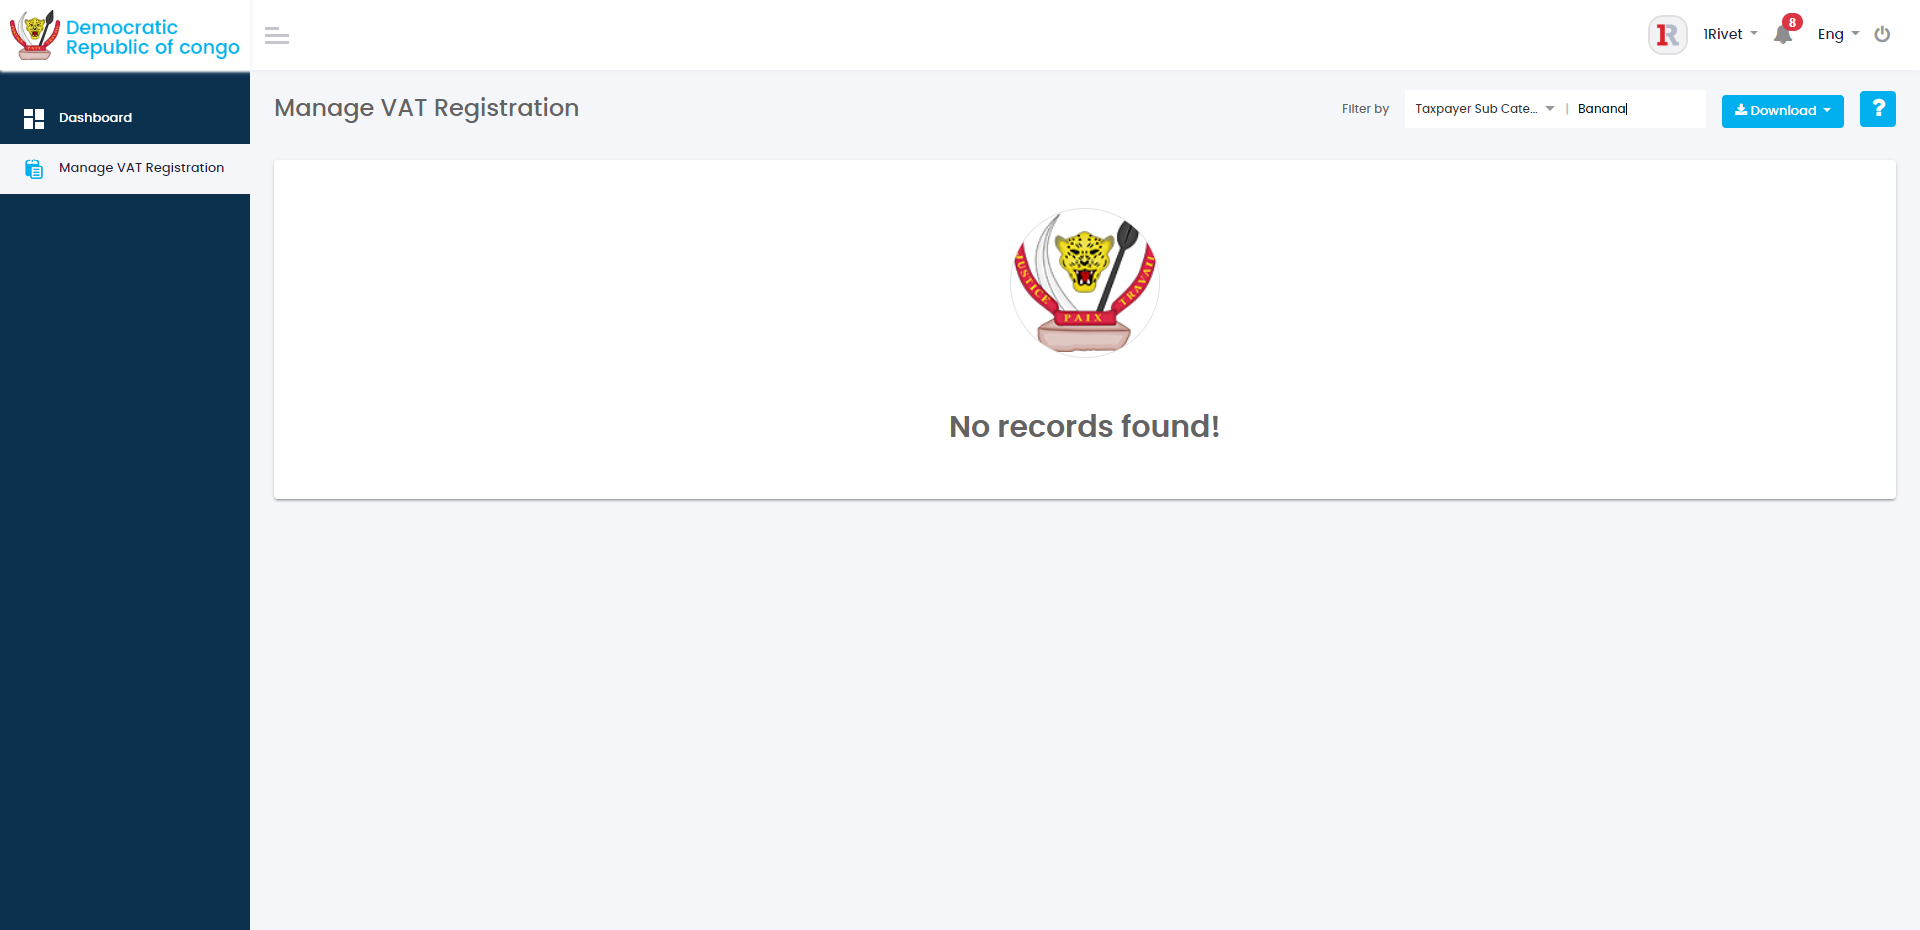 Democratic
Republic of congo
1Rivet
8
Eng
Dashboard
Manage VAT Registration
Manage VAT Registration
Filter by
Taxpayer Sub Cate...
|
Banana
Download
?
JUSTICE
PAIX
TRAVAIL
No records found!